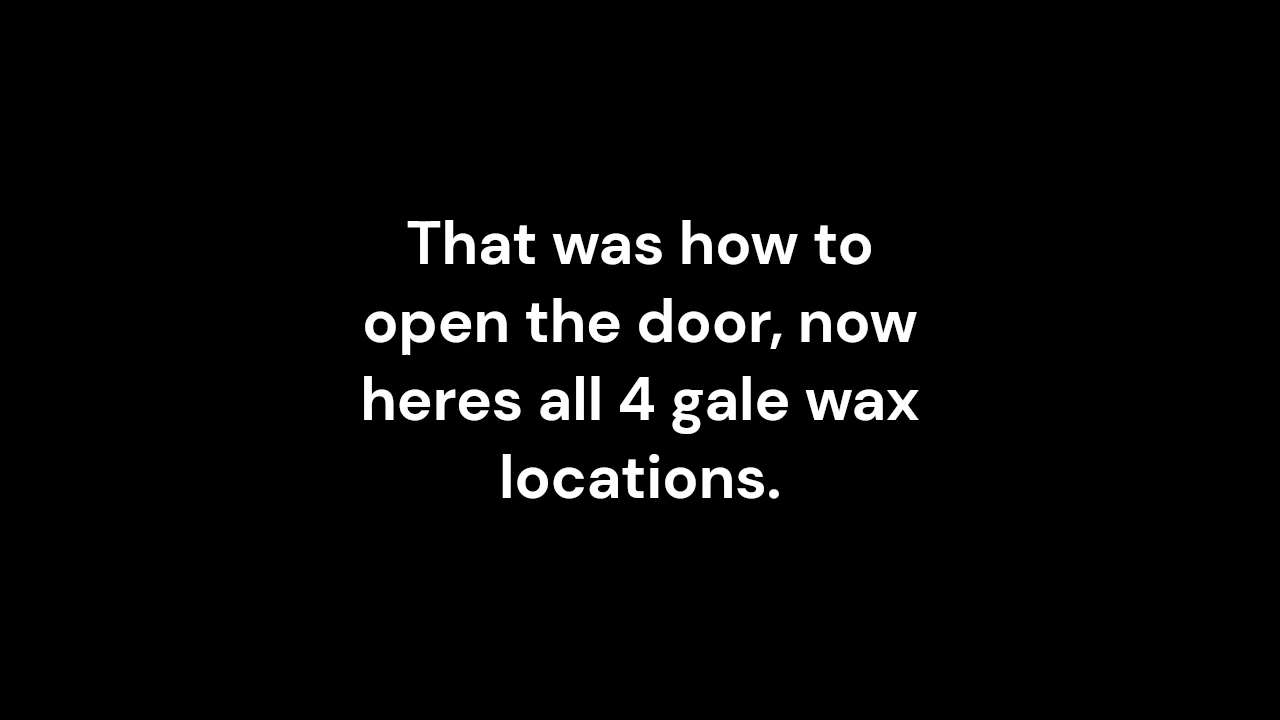 That was how to
open the door, now
heres all 4 gale wax
locations.